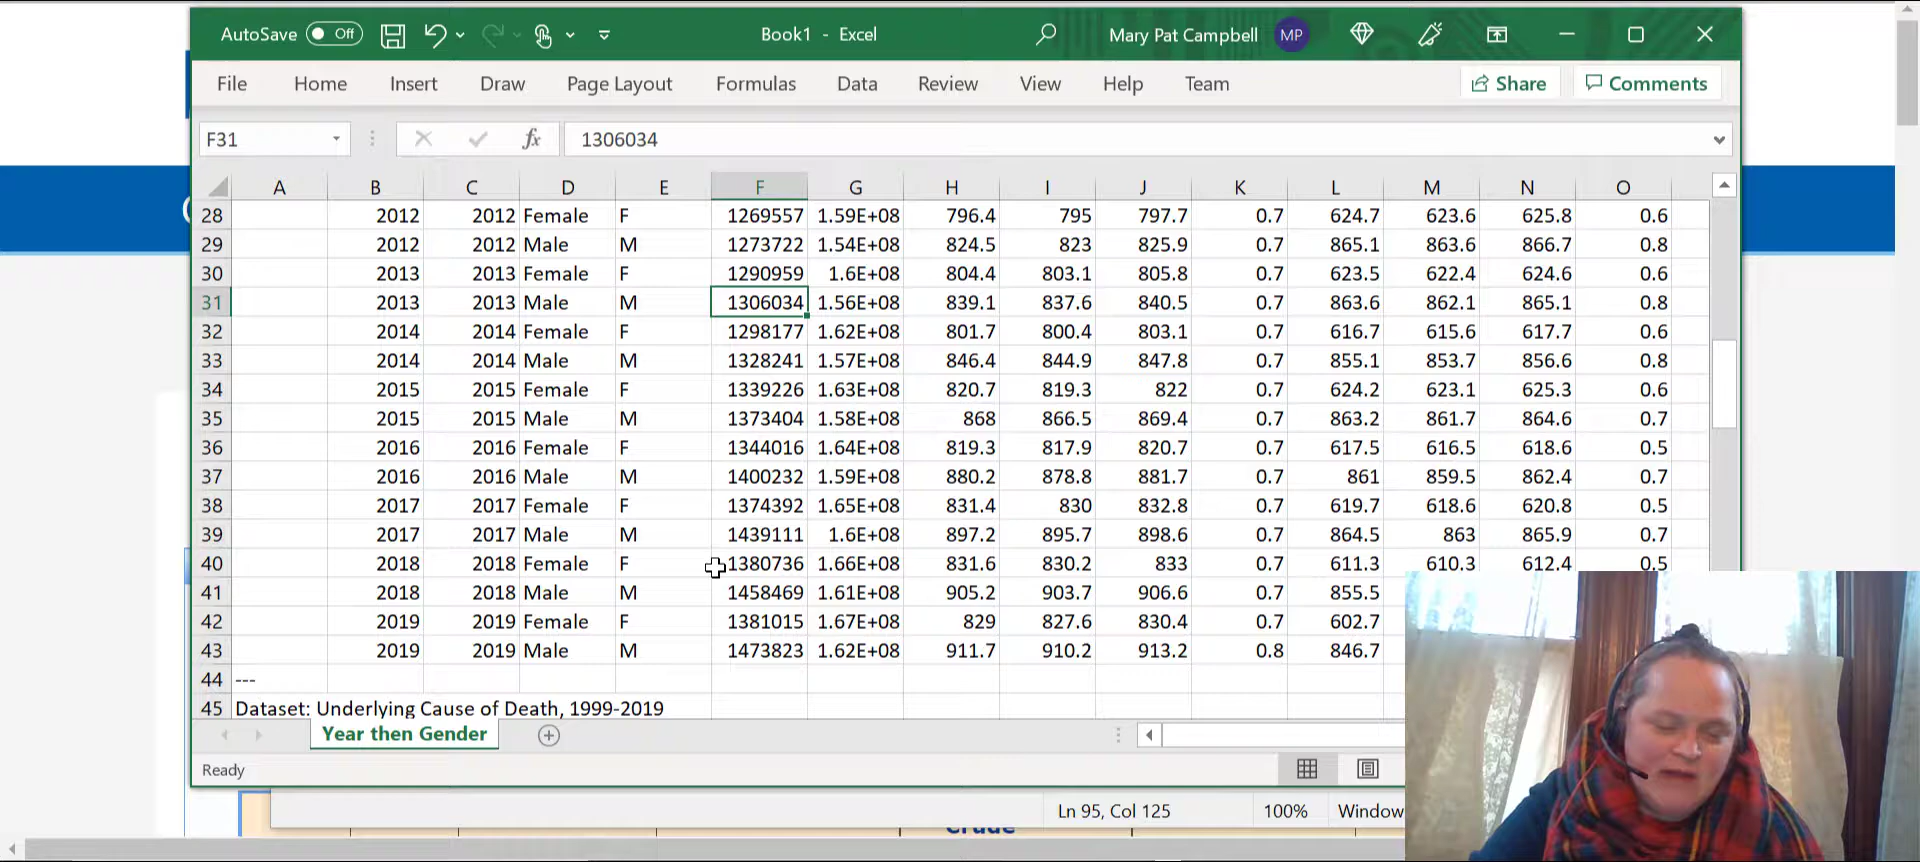 AutoSave Off Book1 - Excel Mary Pat Campbell MP
File Home Insert Draw Page Layout Formulas Data Review View Help Team Share Comments
F31 fx 1306034
A B C D E F G H I J K L M N O
28 2012 2012 Female F 1269557 1.59E+08 796.4 795 797.7 0.7 624.7 623.6 625.8 0.6
29 2012 2012 Male M 1273722 1.54E+08 824.5 823 825.9 0.7 865.1 863.6 866.7 0.8
30 2013 2013 Female F 1290959 1.6E+08 804.4 803.1 805.8 0.7 623.5 622.4 624.6 0.6
31 2013 2013 Male M 1306034 1.56E+08 839.1 837.6 840.5 0.7 863.6 862.1 865.1 0.8
32 2014 2014 Female F 1298177 1.62E+08 801.7 800.4 803.1 0.7 616.7 615.6 617.7 0.6
33 2014 2014 Male M 1328241 1.57E+08 846.4 844.9 847.8 0.7 855.1 853.7 856.6 0.8
34 2015 2015 Female F 1339226 1.63E+08 820.7 819.3 822 0.7 624.2 623.1 625.3 0.6
35 2015 2015 Male M 1373404 1.58E+08 868 866.5 869.4 0.7 863.2 861.7 864.6 0.7
36 2016 2016 Female F 1344016 1.64E+08 819.3 817.9 820.7 0.7 617.5 616.5 618.6 0.5
37 2016 2016 Male M 1400232 1.59E+08 880.2 878.8 881.7 0.7 861 859.5 862.4 0.7
38 2017 2017 Female F 1374392 1.65E+08 831.4 830 832.8 0.7 619.7 618.6 620.8 0.5
39 2017 2017 Male M 1439111 1.6E+08 897.2 895.7 898.6 0.7 864.5 863 865.9 0.7
40 2018 2018 Female F 1380736 1.66E+08 831.6 830.2 833 0.7 611.3 610.3 612.4 0.5
41 2018 2018 Male M 1458469 1.61E+08 905.2 903.7 906.6 0.7 855.5
42 2019 2019 Female F 1381015 1.67E+08 829 827.6 830.4 0.7 602.7
43 2019 2019 Male M 1473823 1.62E+08 911.7 910.2 913.2 0.8 846.7
44 ---
45 Dataset: Underlying Cause of Death, 1999-2019
Year then Gender
Ready
Ln 95, Col 125 100% Window
Crude